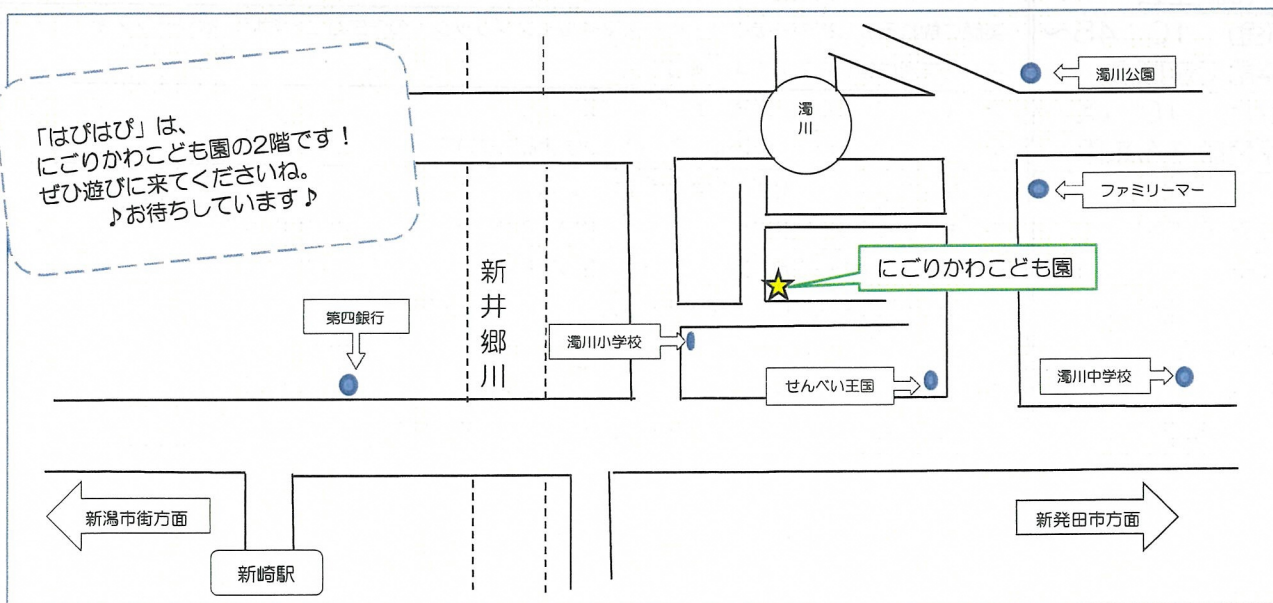 「はぴはぴ」は、
にごりかわこども園の2階です！
ぜひ遊びに来てくださいね。
♪お待ちしています♪
濁川
濁川公園
ファミリーマー
にごりかわこども園
新井郷川
第四銀行
濁川小学校
せんべい王国
濁川中学校
新潟市街方面
新発田市方面
新崎駅